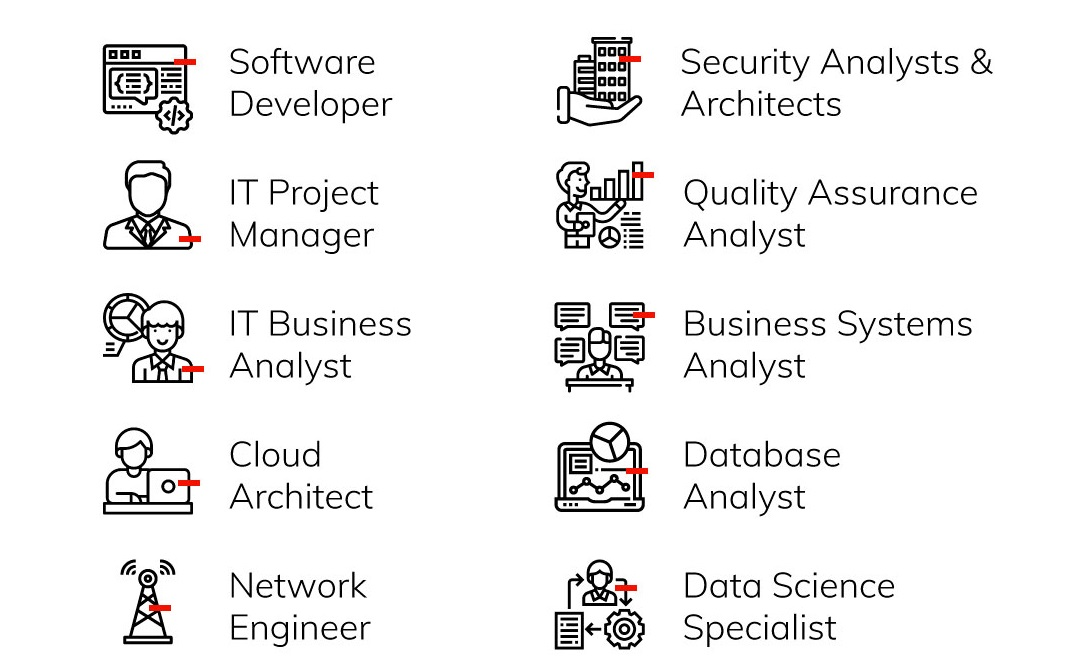 Software
Developer
IT Project
Manager
IT Business
Analyst
Cloud
Architect
Network
Engineer
Security Analysts &
Architects
Quality Assurance
Analyst
Business Systems
Analyst
Database
Analyst
Data Science
Specialist